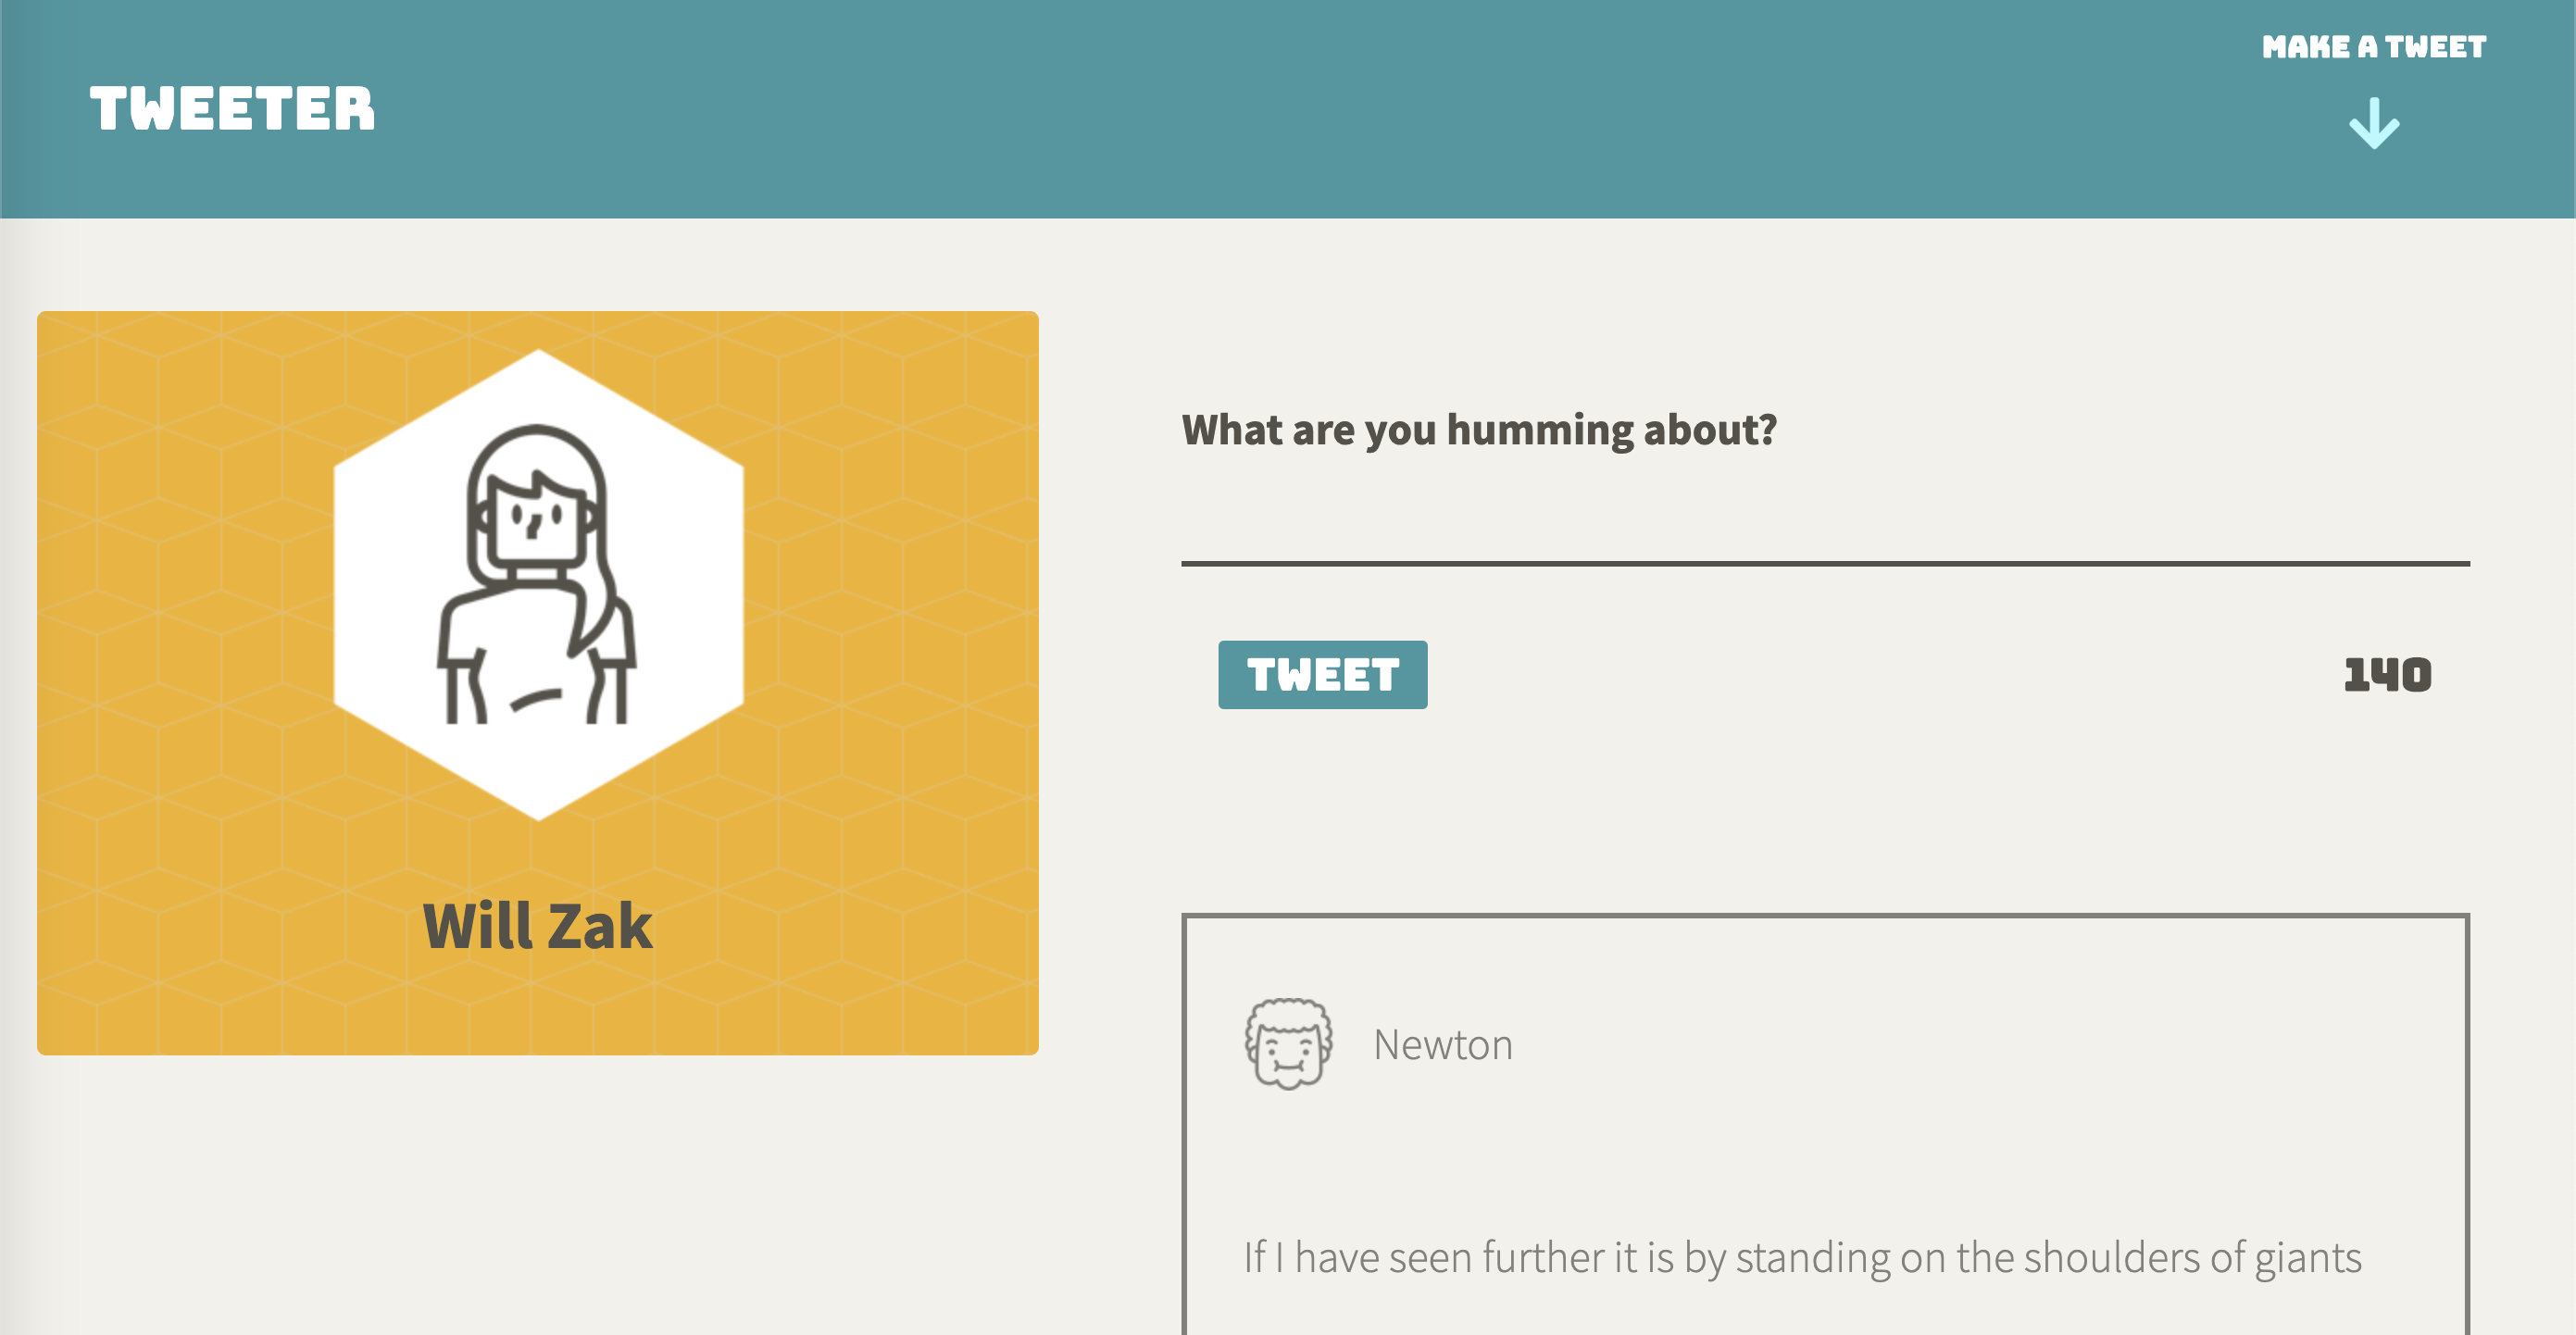 TWEETER
MAKE A TWEET
Will Zak
What are you humming about?
TWEET
140
Newton
If I have seen further it is by standing on the shoulders of giants